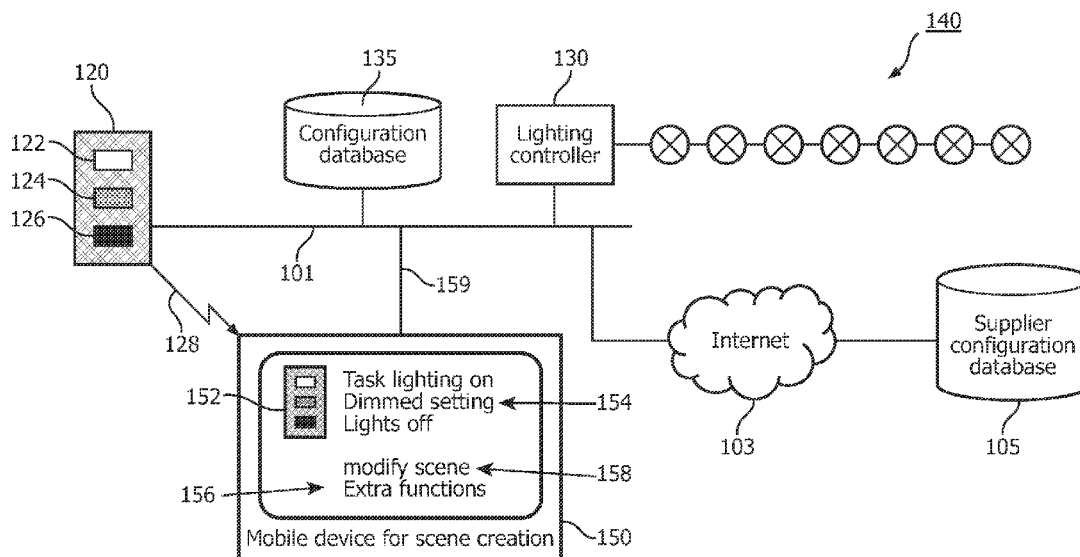 140
120
135
130
122
124
126
Configuration
database
Lighting
controller
101
159
128
Internet
Supplier
configuration
database
152
Task lighting on
Dimmed setting
Lights off
154
103
105
modify scene
158
156
Extra functions
150
Mobile device for scene creation